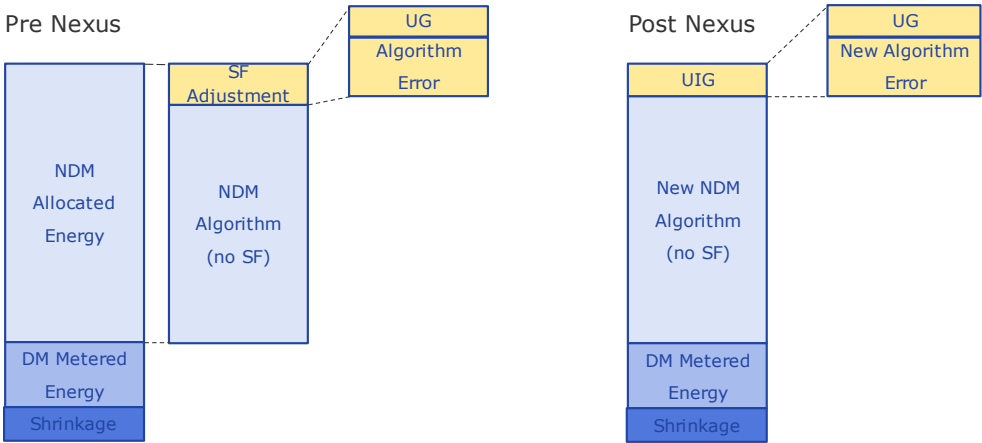 Pre Nexus
NDM
Allocated
Energy
DM Metered
Energy
Shrinkage
SF
Adjustment
NDM
Algorithm
(no SF)
UG
Algorithm
Error
Post Nexus
UIG
New NDM
Algorithm
(no SF)
DM Metered
Energy
Shrinkage
UG
New Algorithm
Error